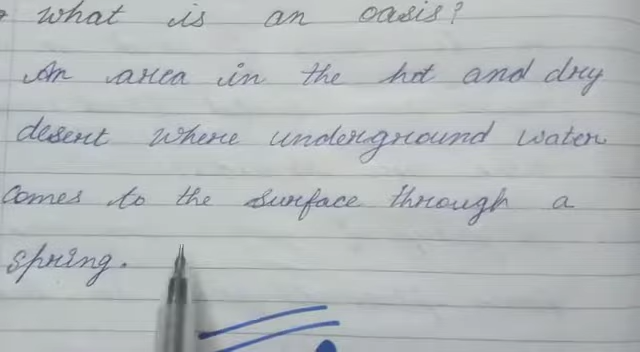 what is an oasis?
An area in the hot and dry
desert where underground water
comes to the surface through a
spring.